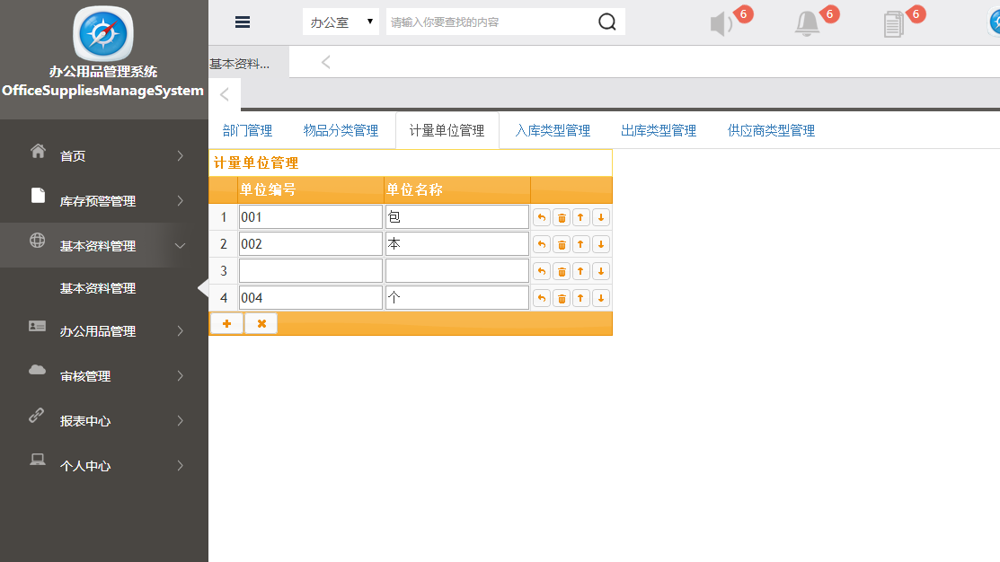 办公用品管理系统
OfficeSuppliesManageSystem
首页
库存预警管理
基本资料管理
基本资料管理
办公用品管理
审核管理
报表中心
个人中心
办公室
请输入你要查找的内容
6
6
6
基本资料...
部门管理 物品分类管理 计量单位管理 入库类型管理 出库类型管理 供应商类型管理
计量单位管理
单位编号 单位名称
1 001 包
2 002 本
3
4 004 个